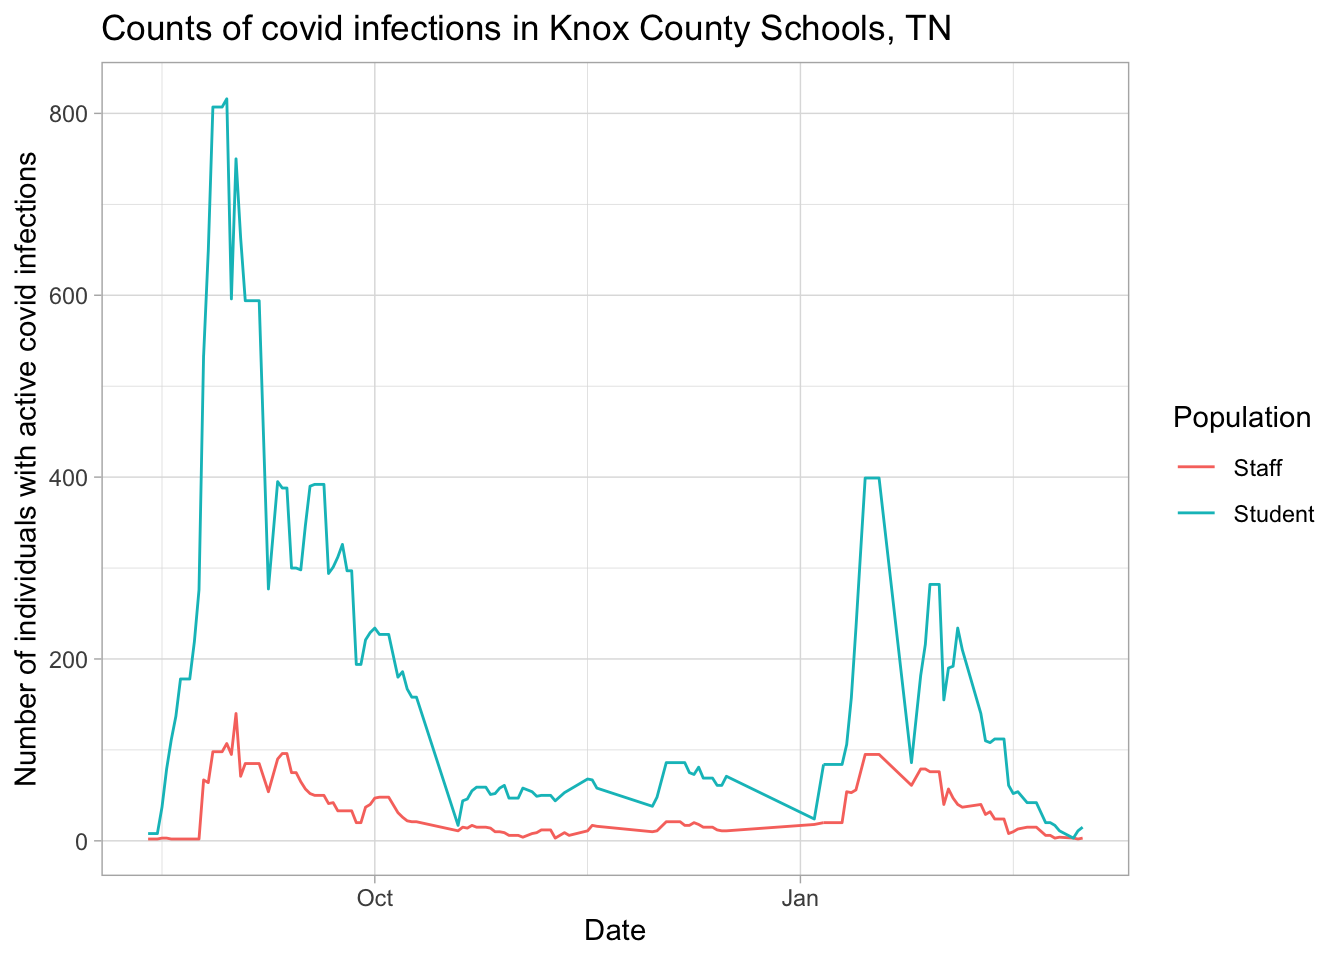 Counts of covid infections in Knox County Schools, TN
Number of individuals with active covid infections
800
600
400
200
0
Oct
Jan
Date
Population
Staff
Student